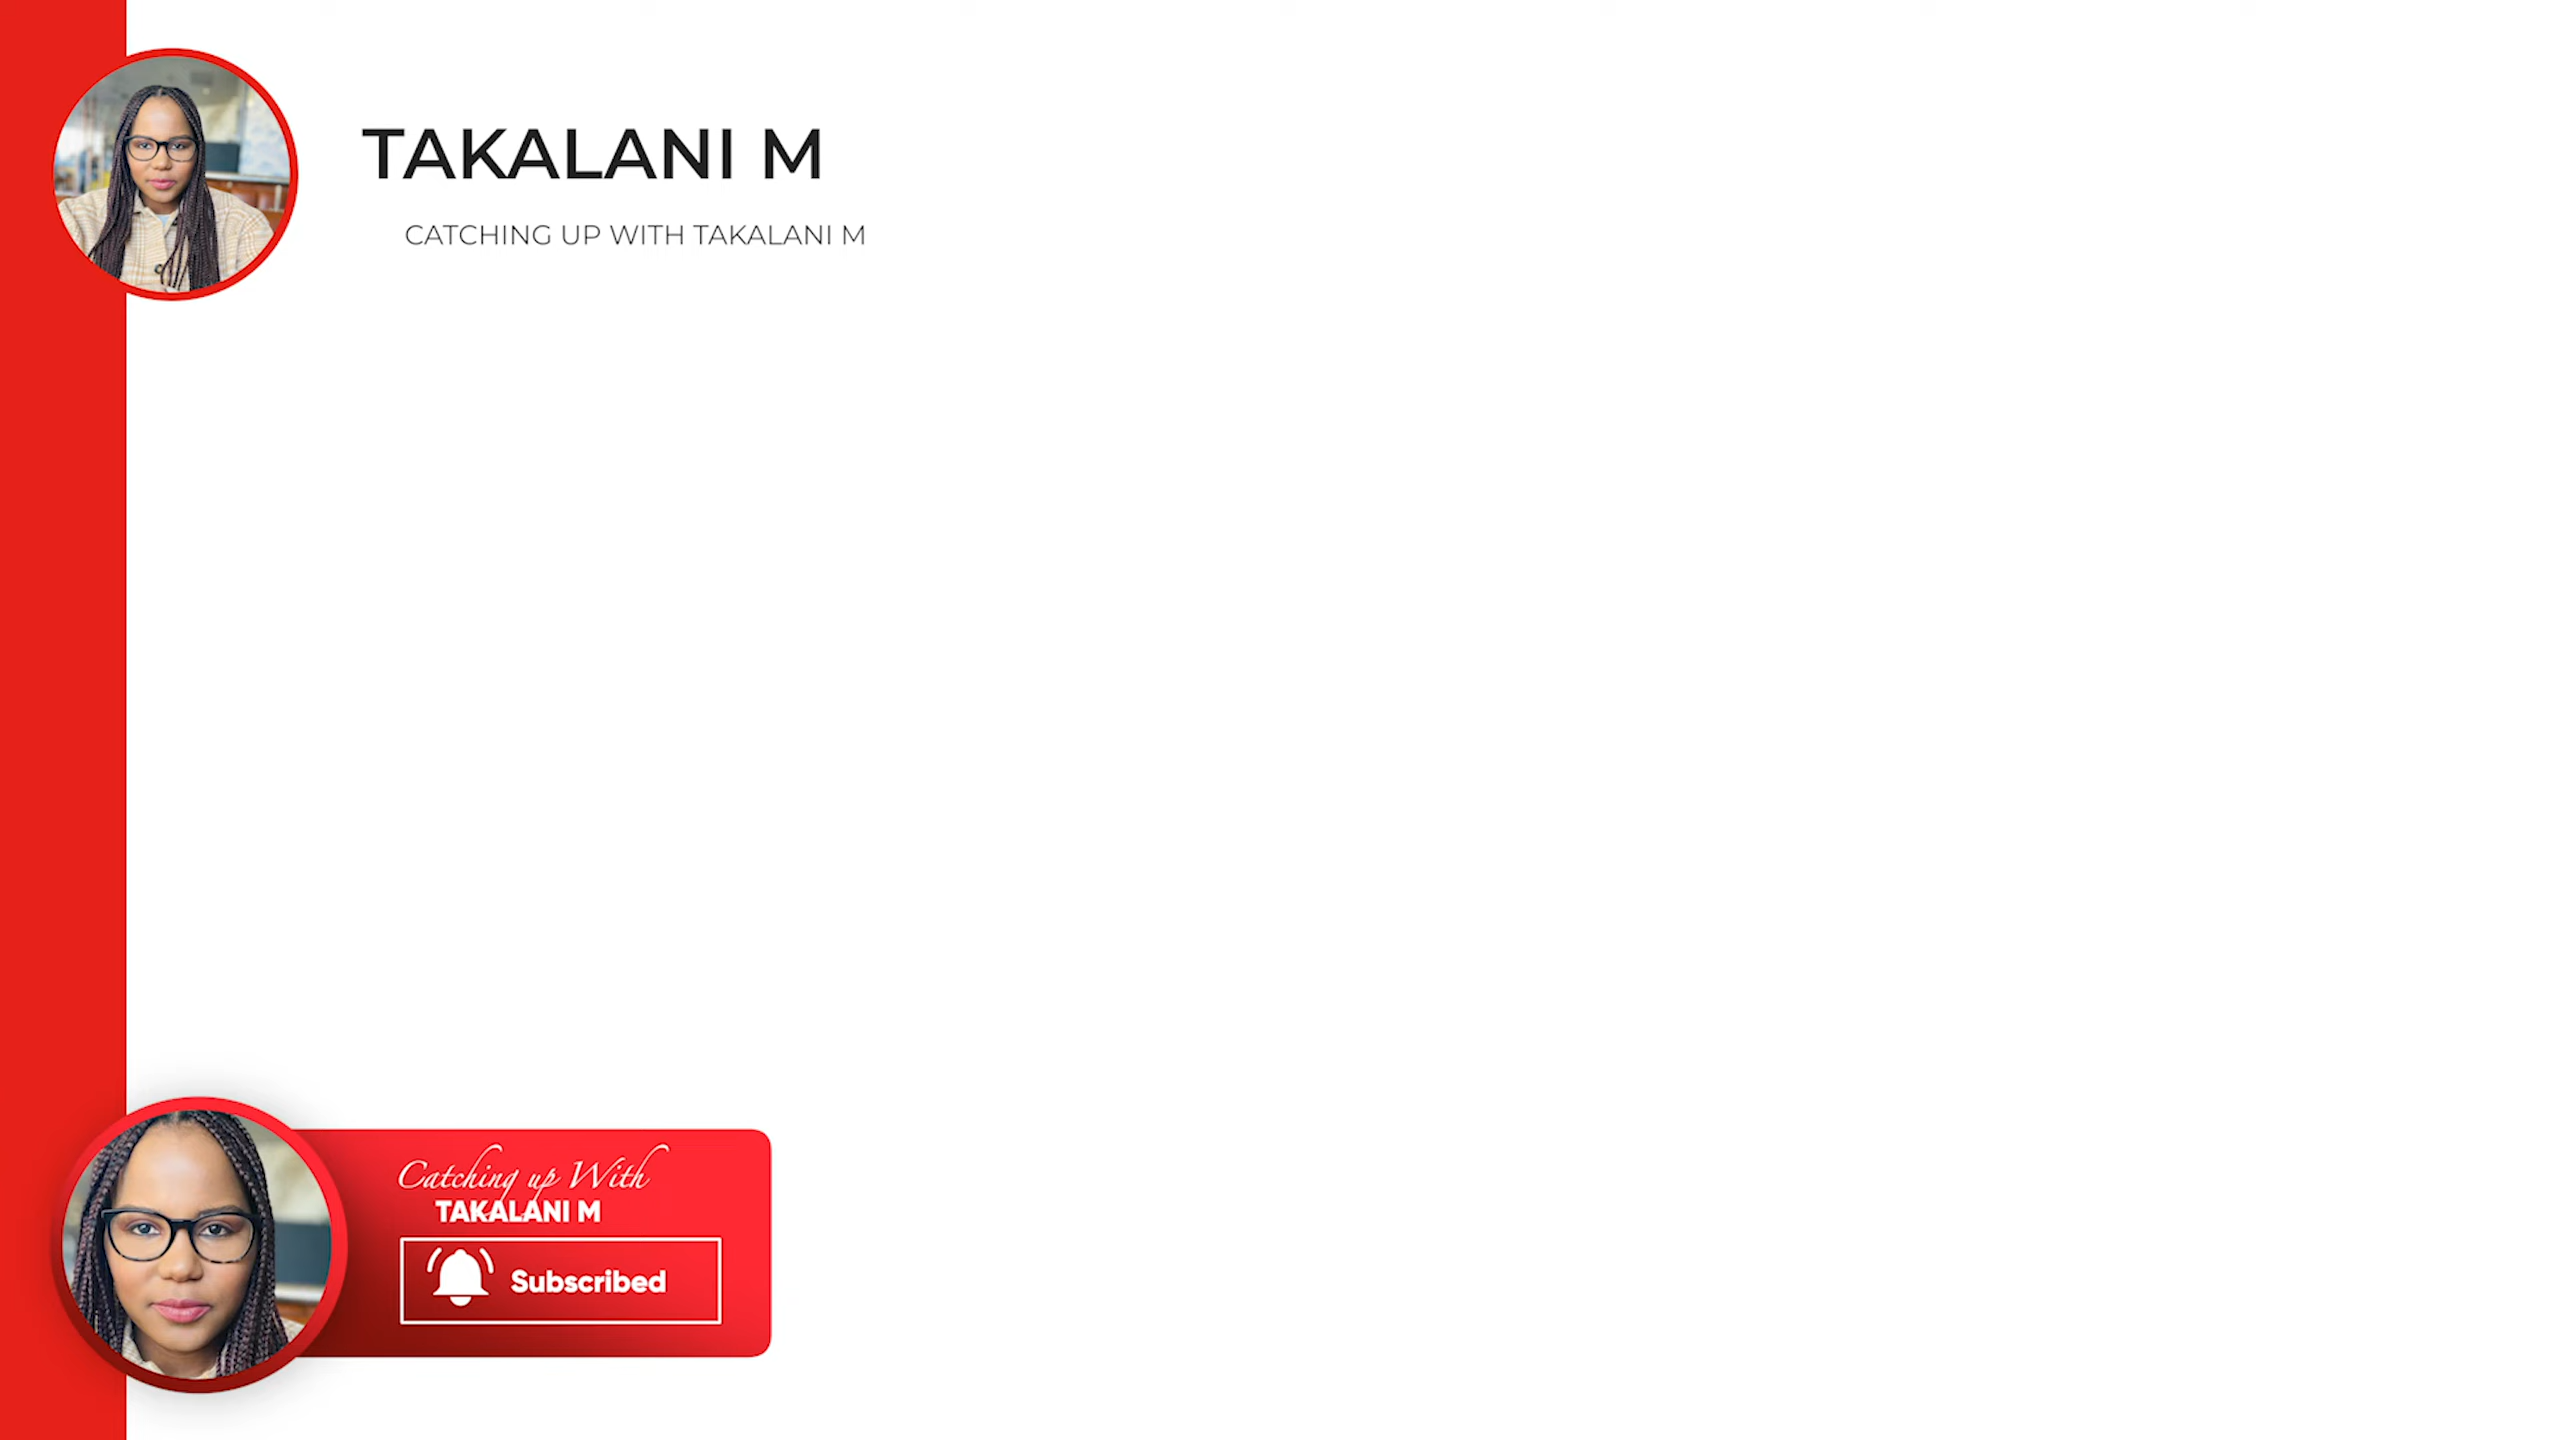 TAKALANI M
CATCHING UP WITH TAKALANI M
Catching up With
TAKALANI M
Subscribed